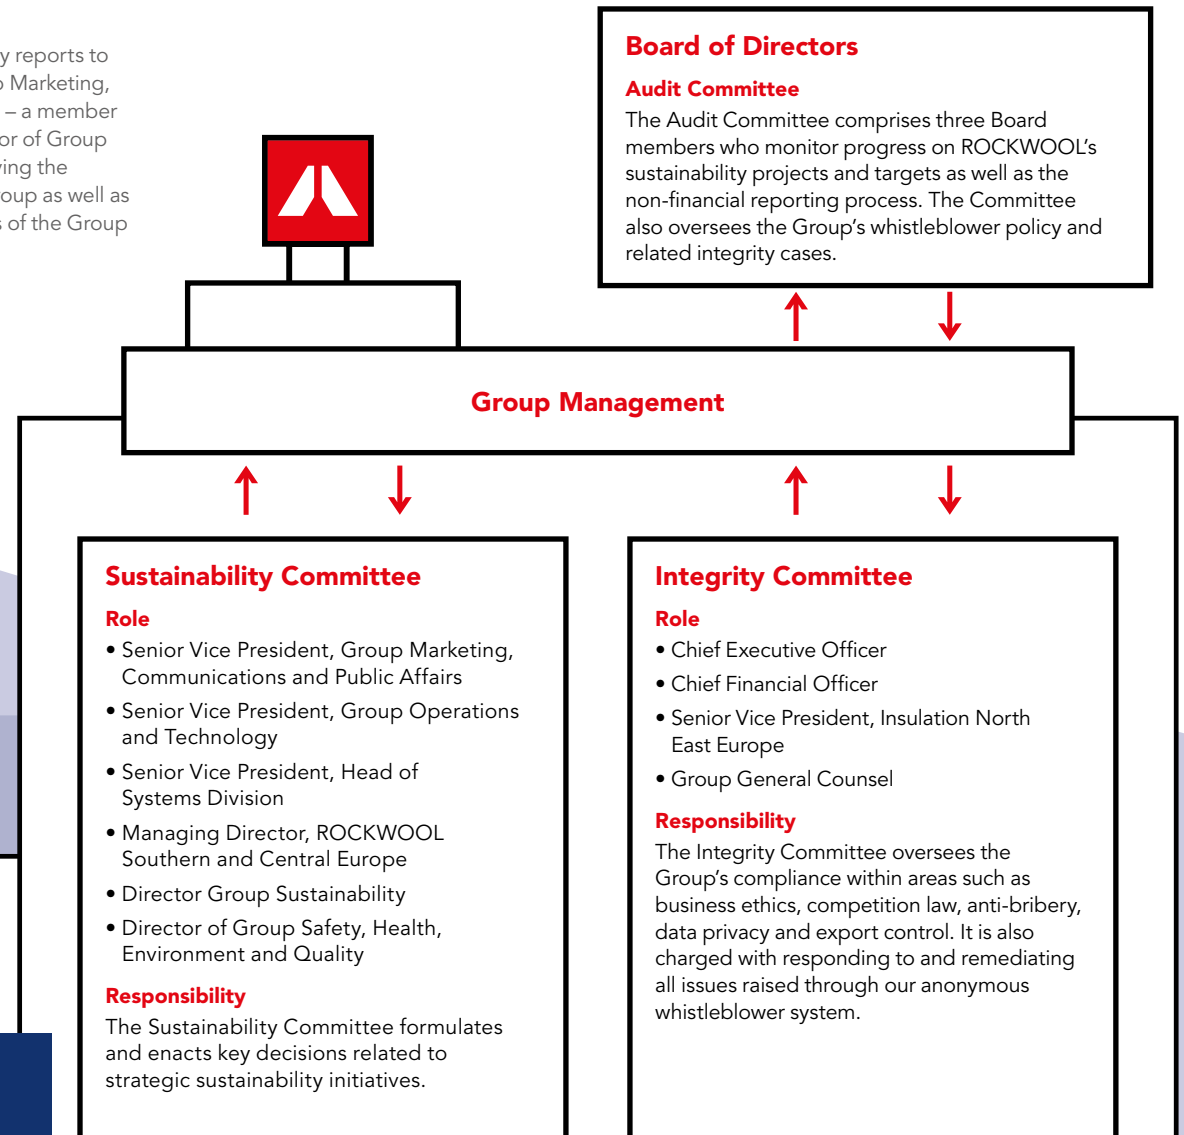 y reports to
Marketing,
– a member
or of Group
ing the
oup as well as
s of the Group
Board of Directors
Audit Committee
The Audit Committee comprises three Board
members who monitor progress on ROCKWOOL’s
sustainability projects and targets as well as the
non-financial reporting process. The Committee
also oversees the Group’s whistleblower policy and
related integrity cases.
Group Management
Sustainability Committee
Role
• Senior Vice President, Group Marketing,
Communications and Public Affairs
• Senior Vice President, Group Operations
and Technology
• Senior Vice President, Head of
Systems Division
• Managing Director, ROCKWOOL
Southern and Central Europe
• Director Group Sustainability
• Director of Group Safety, Health,
Environment and Quality
Responsibility
The Sustainability Committee formulates
and enacts key decisions related to
strategic sustainability initiatives.
Integrity Committee
Role
• Chief Executive Officer
• Chief Financial Officer
• Senior Vice President, Insulation North
East Europe
• Group General Counsel
Responsibility
The Integrity Committee oversees the
Group’s compliance within areas such as
business ethics, competition law, anti-bribery,
data privacy and export control. It is also
charged with responding to and remediating
all issues raised through our anonymous
whistleblower system.